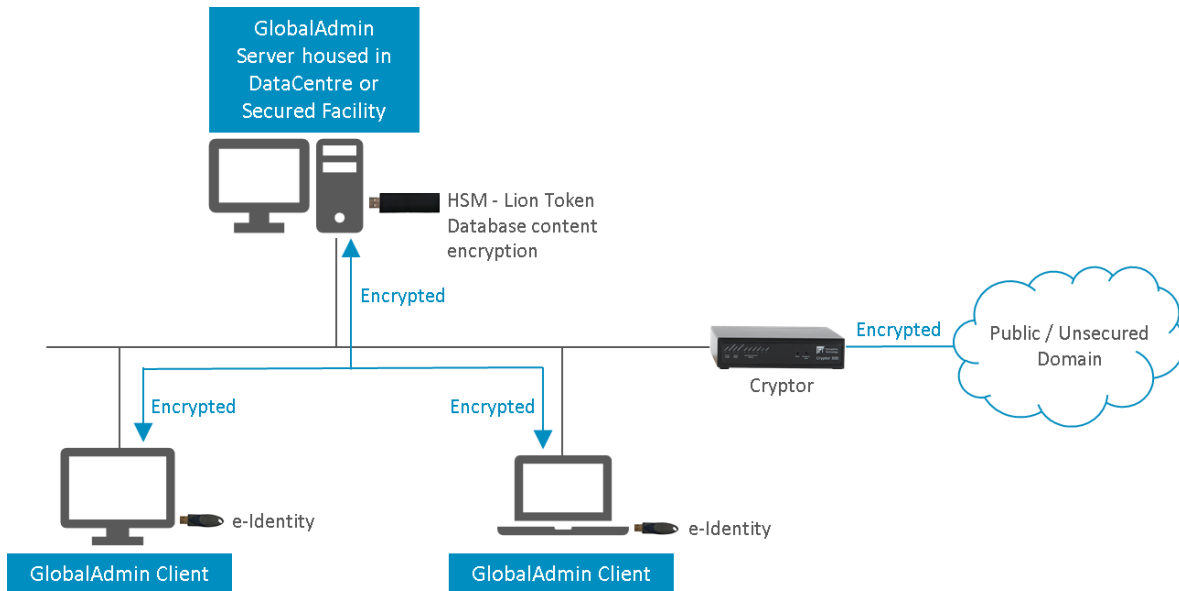 GlobalAdmin
Server housed in
DataCentre or
Secured Facility
HSM - Lion Token
Database content
encryption
Encrypted
Encrypted
Public / Unsecured
Domain
Cryptor
Encrypted
Encrypted
e-Identity
e-Identity
GlobalAdmin Client
GlobalAdmin Client